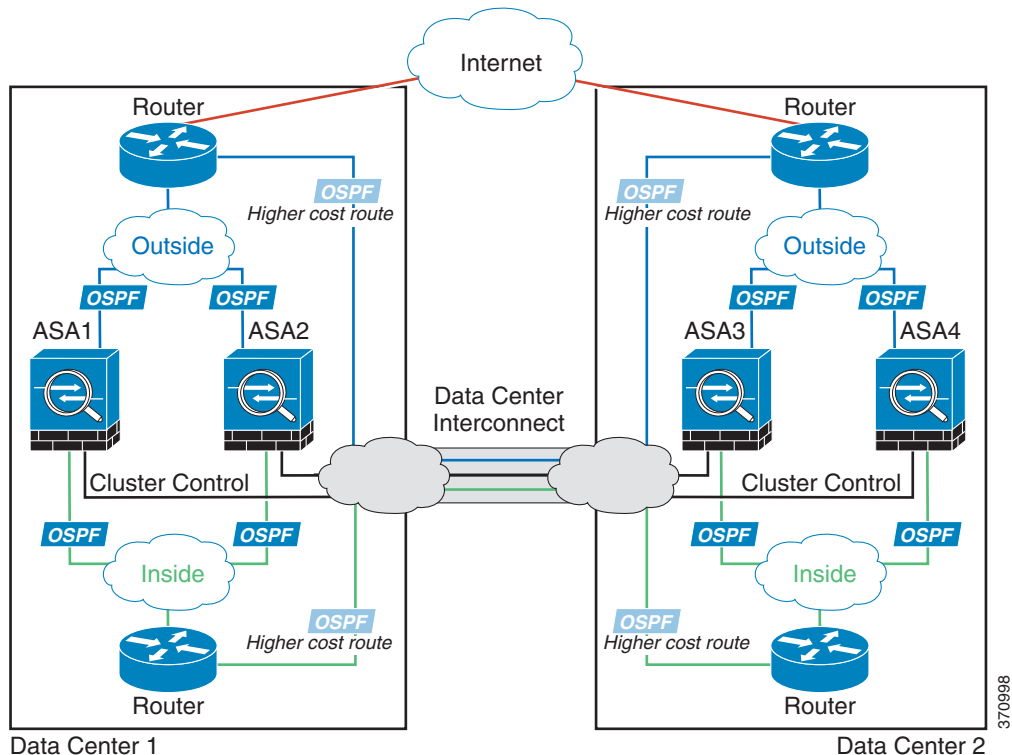 Internet
Router
Router
OSPF
Higher cost route
OSPF
Higher cost route
Outside
Outside
OSPF
OSPF
OSPF
OSPF
ASA1
ASA2
ASA3
ASA4
Data Center
Interconnect
Cluster Control
Cluster Control
OSPF
OSPF
OSPF
OSPF
Inside
Inside
OSPF
Higher cost route
OSPF
Higher cost route
Router
Router
370998
Data Center 1
Data Center 2